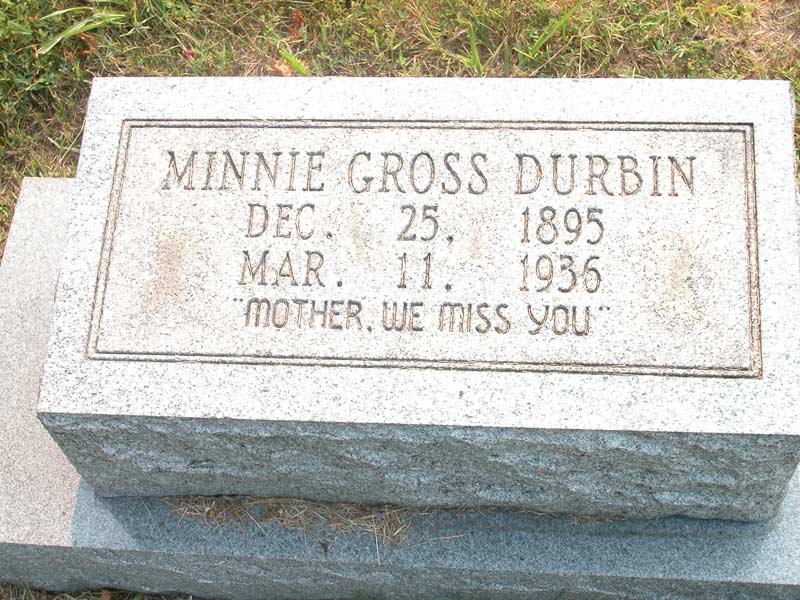 MINNIE GROSS DURBIN
DEC. 25. 1895
MAR. 11. 1936
"MOTHER, WE MISS YOU"